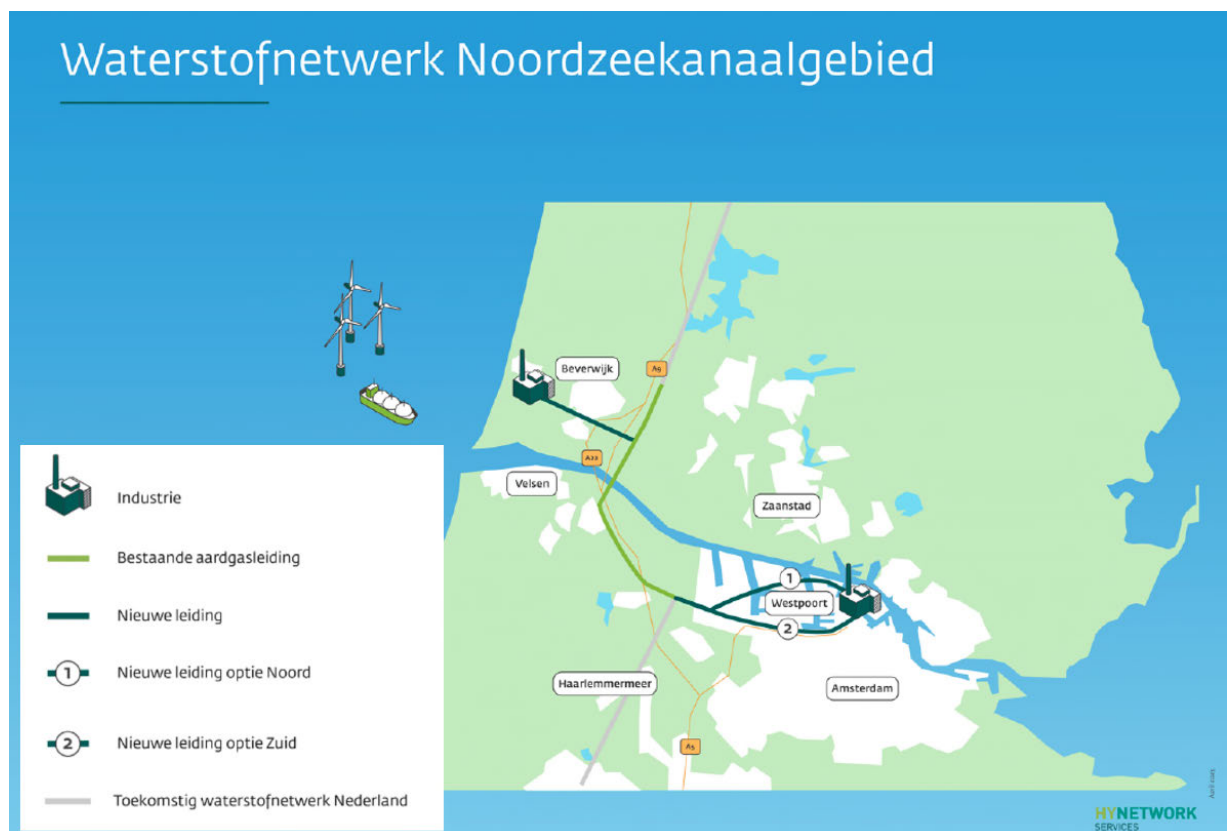 Waterstofnetwerk Noordzeekanaalgebied
Beverwijk
A9
A22
Velsen
Zaanstad
1
Westpoort
2
Haarlemmermeer
Amsterdam
A5
Industrie
Bestaande aardgasleiding
Nieuwe leiding
1 Nieuwe leiding optie Noord
2 Nieuwe leiding optie Zuid
Toekomstig waterstofnetwerk Nederland
HYNETWORK
SERVICES